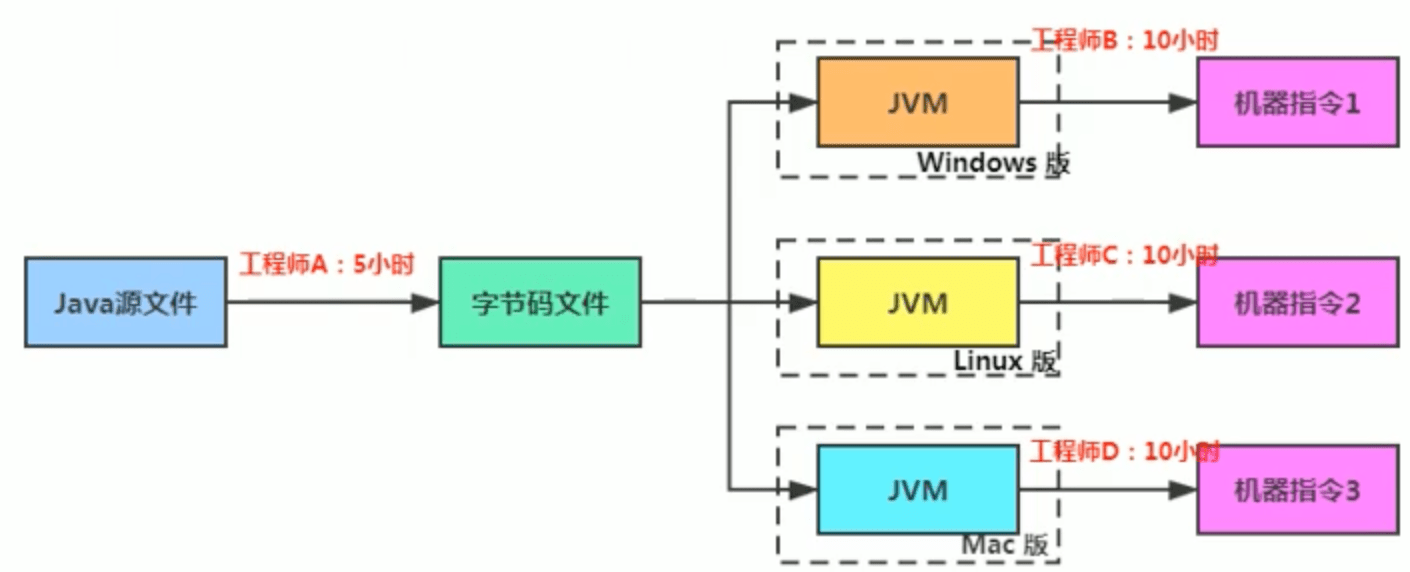 工程师B：10小时
JVM
机器指令1
Windows 版
工程师A：5小时
Java源文件
字节码文件
工程师C：10小时
JVM
机器指令2
Linux 版
工程师D：10小时
JVM
机器指令3
Mac 版